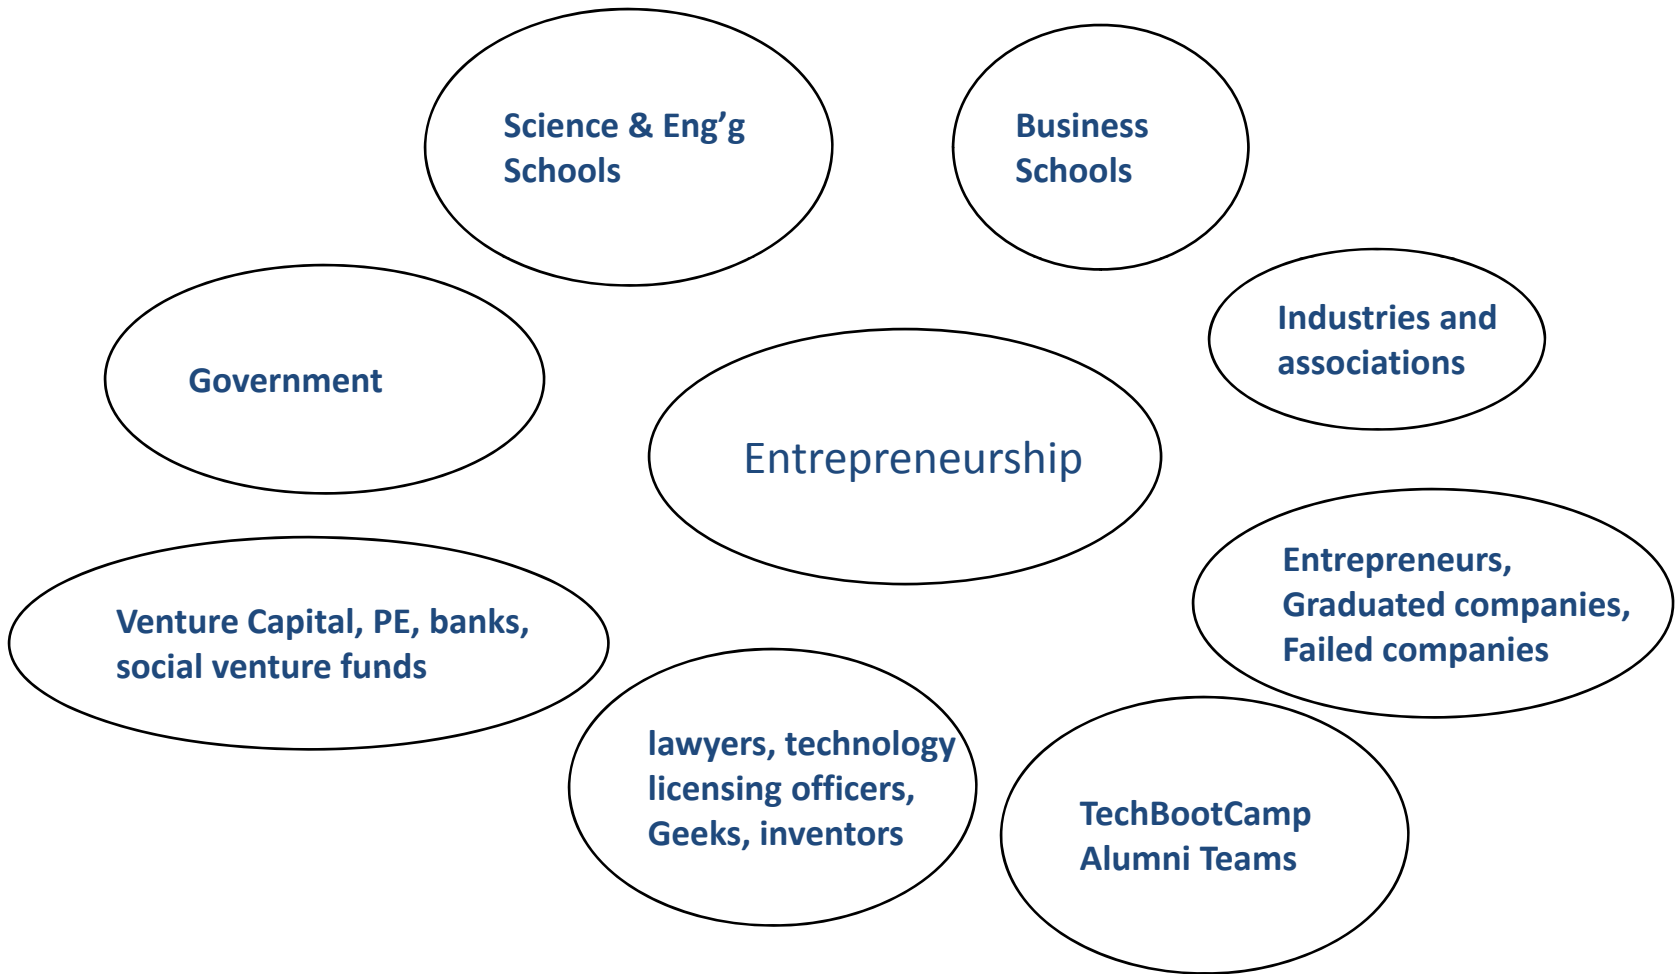 Science & Eng’g
Schools
Business
Schools
Industries and
associations
Government
Entrepreneurship
Entrepreneurs,
Graduated companies,
Failed companies
Venture Capital, PE, banks,
social venture funds
lawyers, technology
licensing officers,
Geeks, inventors
TechBootCamp
Alumni Teams